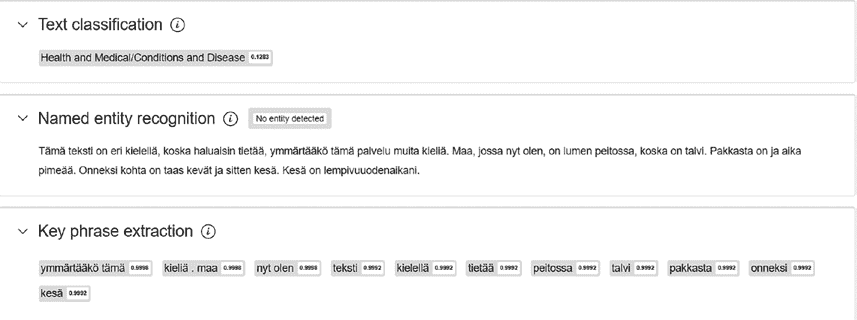 Text classification
Health and Medical/Conditions and Disease 0.1283
Named entity recognition No entity detected
Tämä teksti on eri kielellä, koska haluaisin tietää, ymmärtääkö tämä palvelu muita kieliä. Maa, jossa nyt olen, on lumen peitossa, koska on talvi. Pakkasta on ja aika
pimeää. Onneksi kohta on taas kevät ja sitten kesä. Kesä on lempivuodenaikani.
Key phrase extraction
ymmärtääkö tämä 0.9998 kieliä . maa 0.9998 nyt olen 0.9998 teksti 0.9992 kielellä 0.9992 tietää 0.9992 peitossa 0.9992 talvi 0.9992 pakkasta 0.9992 onneksi 0.9992
kesä 0.9992